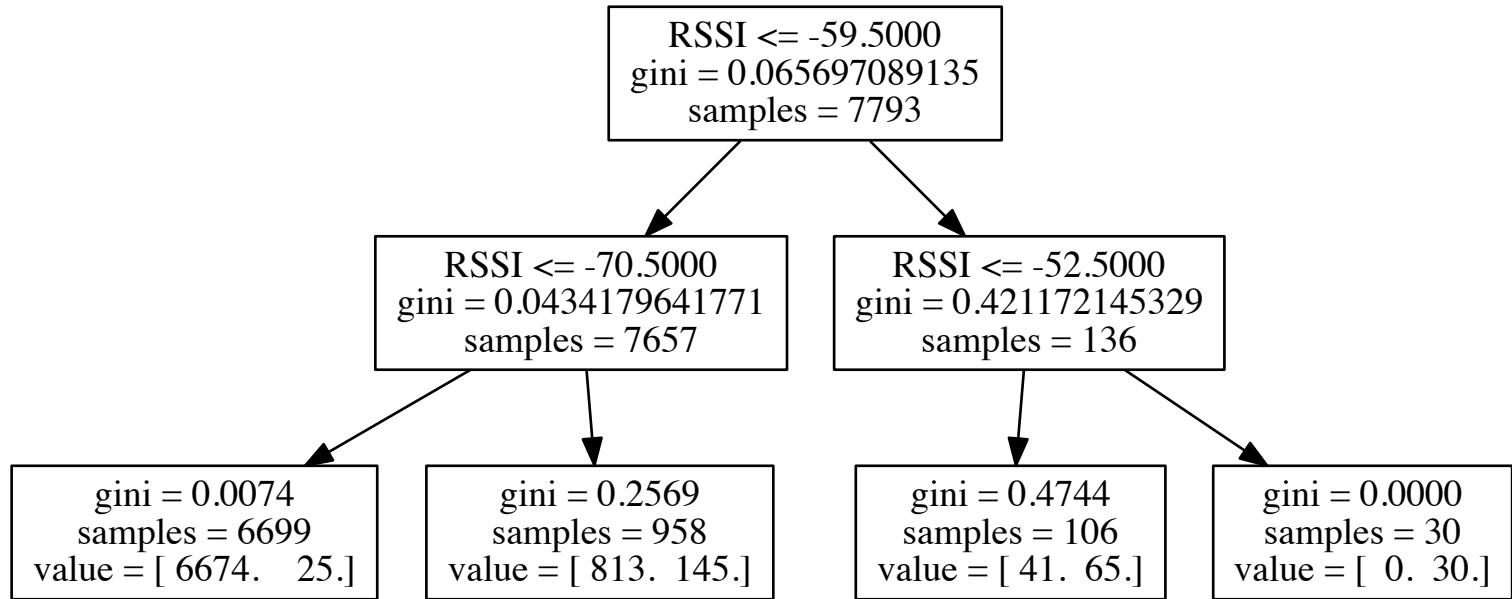 RSSI <= -59.5000
gini = 0.065697089135
samples = 7793
RSSI <= -70.5000
gini = 0.0434179641771
samples = 7657
RSSI <= -52.5000
gini = 0.421172145329
samples = 136
gini = 0.0074
samples = 6699
value = [ 6674.    25.]
gini = 0.2569
samples = 958
value = [ 813.  145.]
gini = 0.4744
samples = 106
value = [ 41.  65.]
gini = 0.0000
samples = 30
value = [  0.  30.]